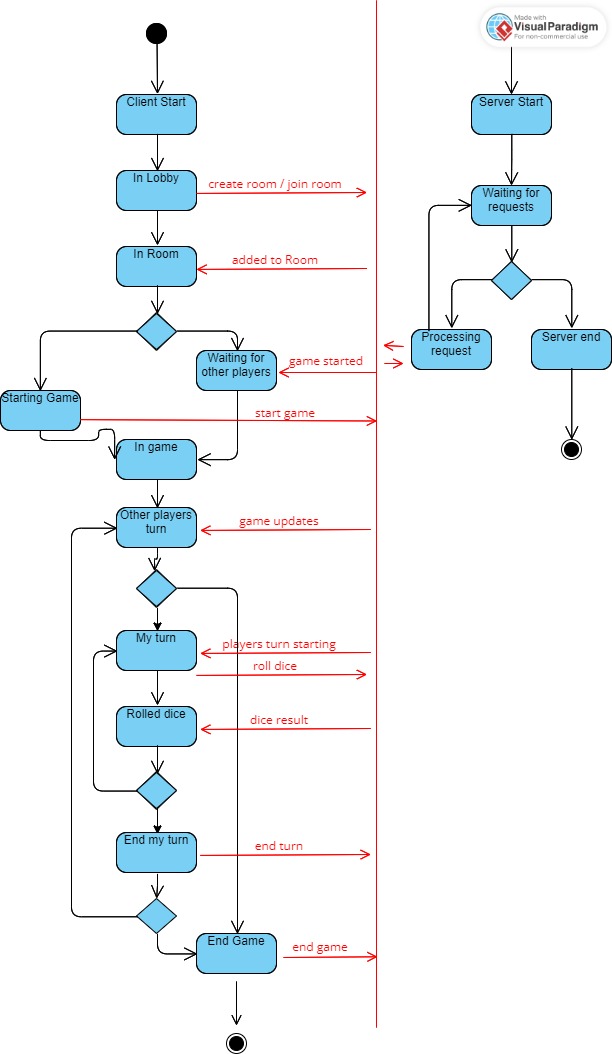 Made with
VisualParadigm
For non-commercial use
Client Start
Server Start
In Lobby
create room / join room
Waiting for
requests
In Room
added to Room
Processing
request
Server end
Waiting for
other players
game started
Starting Game
start game
In game
Other players
turn
game updates
My turn
players turn starting
roll dice
Rolled dice
dice result
End my turn
end turn
End Game
end game